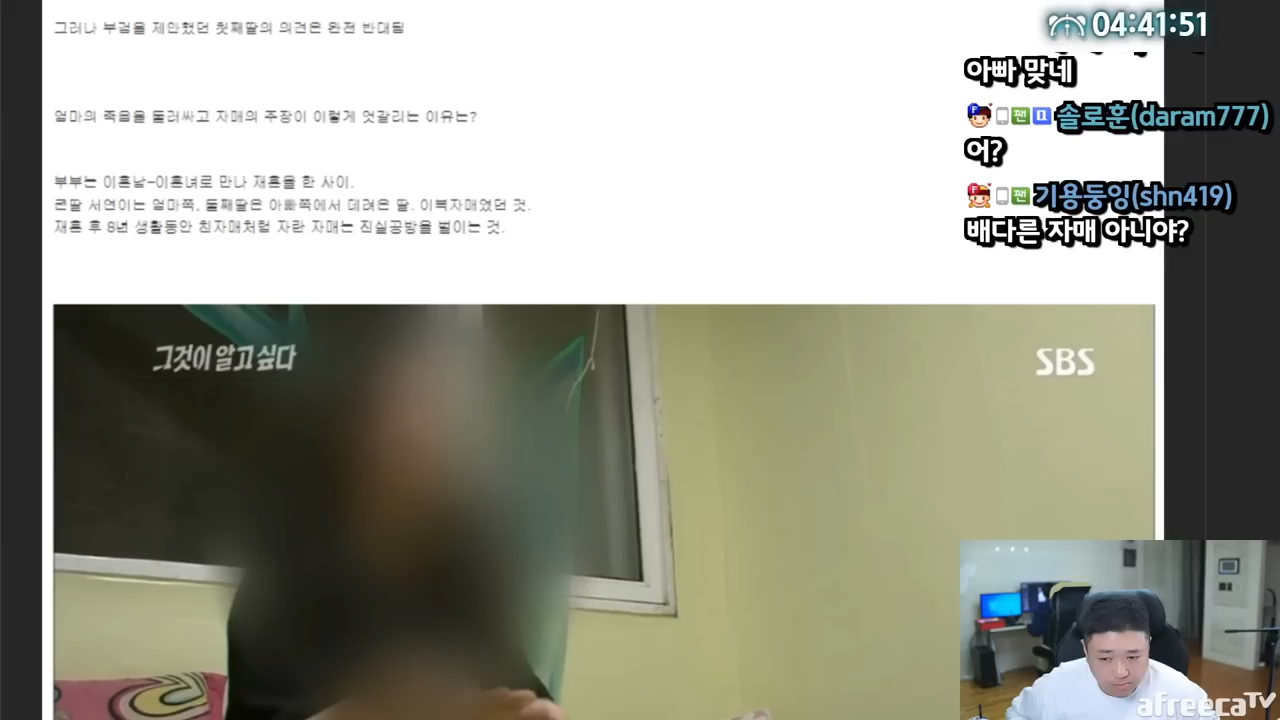 그러나 부검을 제안했던 첫째딸의 의견은 완전 반대됨
엄마의 죽음을 둘러싸고 자매의 주장이 이렇게 엇갈리는 이유는?
부부는 이혼남-이혼녀로 만나 재혼을 한 사이.
큰딸 서연이는 엄마쪽, 둘째딸은 아빠쪽에서 데려온 딸. 이복자매였던 것.
재혼 후 8년 생활동안 친자매처럼 자란 자매는 진실공방을 벌이는 것.
04:41:51
아빠 맞네
솔로훈(daram777)
어?
기용둥잉(shn419)
배다른 자매 아니야?
그것이 알고싶다
SBS
afreecaTV